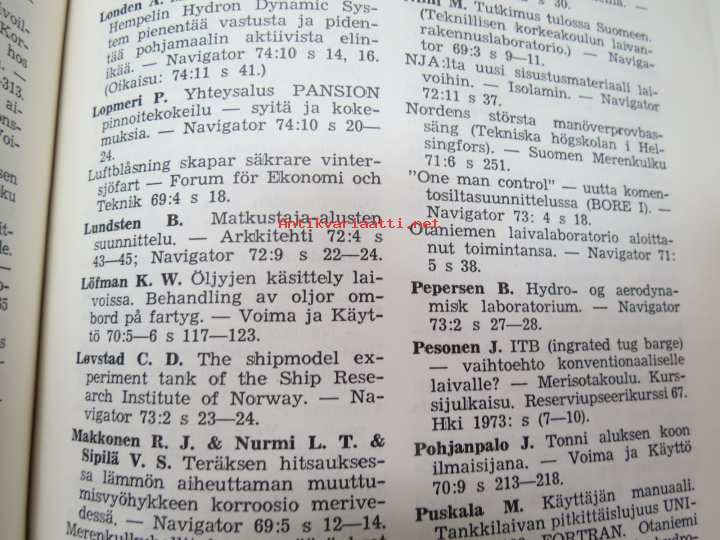 Londen A.
Hempelin Hydron Dynamic Sys-
tem pienentää vastusta ja piden-
tää pohjamaalin aktiivista elin-
ikää. — Navigator 74:10 s 14, 16.
(Oikaisu: 74:11 s 41.)
Lopmeri P. Yhteysalus PANSION
pinnoitekokeilu — syitä ja koke-
muksia. — Navigator 74:10 s 20—
24.
Luftblåsning skapar säkrare vinter-
sjöfart — Forum för Ekonomi och
Teknik 69:4 s 18.
Lundsten B. Matkustaja-alusten
suunnittelu. — Arkkitehti 72:4 s
43—45; Navigator 72:9 s 22—24.
Löfman K. W. Öljyjen käsittely lai-
voissa. Behandling av oljor om-
bord på fartyg. — Voima ja Käyt-
tö 70:5—6 s 117—123.
Løvstad C. D. The shipmodel ex-
periment tank of the Ship Rese-
arch Institute of Norway. — Na-
vigator 73:2 s 23—24.
Makkonen R. J. & Nurmi L. T. &
Sipilä V. S. Teräksen hitsaukses-
sa lämmön aiheuttaman muuttu-
misvyöhykkeen korroosio merive-
dessä. — Navigator 69:5 s 12—14.
s 30.
M. Tutkimus tulossa Suomeen.
(Teknillisen korkeakoulun laivan-
rakennuslaboratorio.) — Naviga-
tor 69:3 s 9—11.
NJA:lta uusi sisustusmateriaali lai-
voihin. — Isolamin. — Navigator
72:11 s 37.
Nordens största manöverprovbas-
säng (Tekniska högskolan i Hel-
singfors). — Suomen Merenkulku
71:6 s 251.
”One man control” — uutta komen-
tosiltasuunnittelussa (BORE I). —
Navigator 73: 4 s 18.
Otaniemen laivalaboratorio aloitta-
nut toimintansa. — Navigator 71:
5 s 38.
Pepersen B. Hydro- og aerodyna-
misk laboratorium. — Navigator
73:2 s 27—28.
Pesonen J. ITB (ingrated tug barge)
— vaihtoehto konventionaaliselle
laivalle? — Merisotakoulu. Kurs-
sijulkaisu. Reserviupseerikurssi 67.
Hki 1973: s (7—10).
Pohjanpalo J. Tonni aluksen koon
ilmaisijana. — Voima ja Käyttö
70:9 s 213—218.
Puskala M. Käyttäjän manuaali.
Tankkilaivan pitkittäislujuus UNI-
FORTRAN. Otaniemi
Antikvariaatti.net